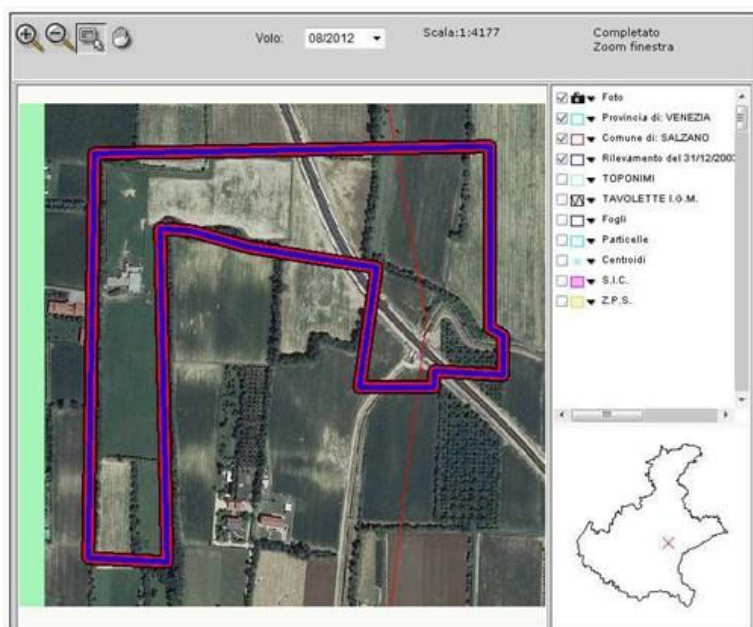 Volo:
08/2012
Scala:1:4177
Completato
Zoom finestra
Foto
Provincia di: VENEZIA
Comune di: SALZANO
Rilevamento del 31/12/2003
TOPONIMI
TAVOLETTE I.G.M.
Fogli
Particelle
Centroidi
S.I.C.
Z.P.S.